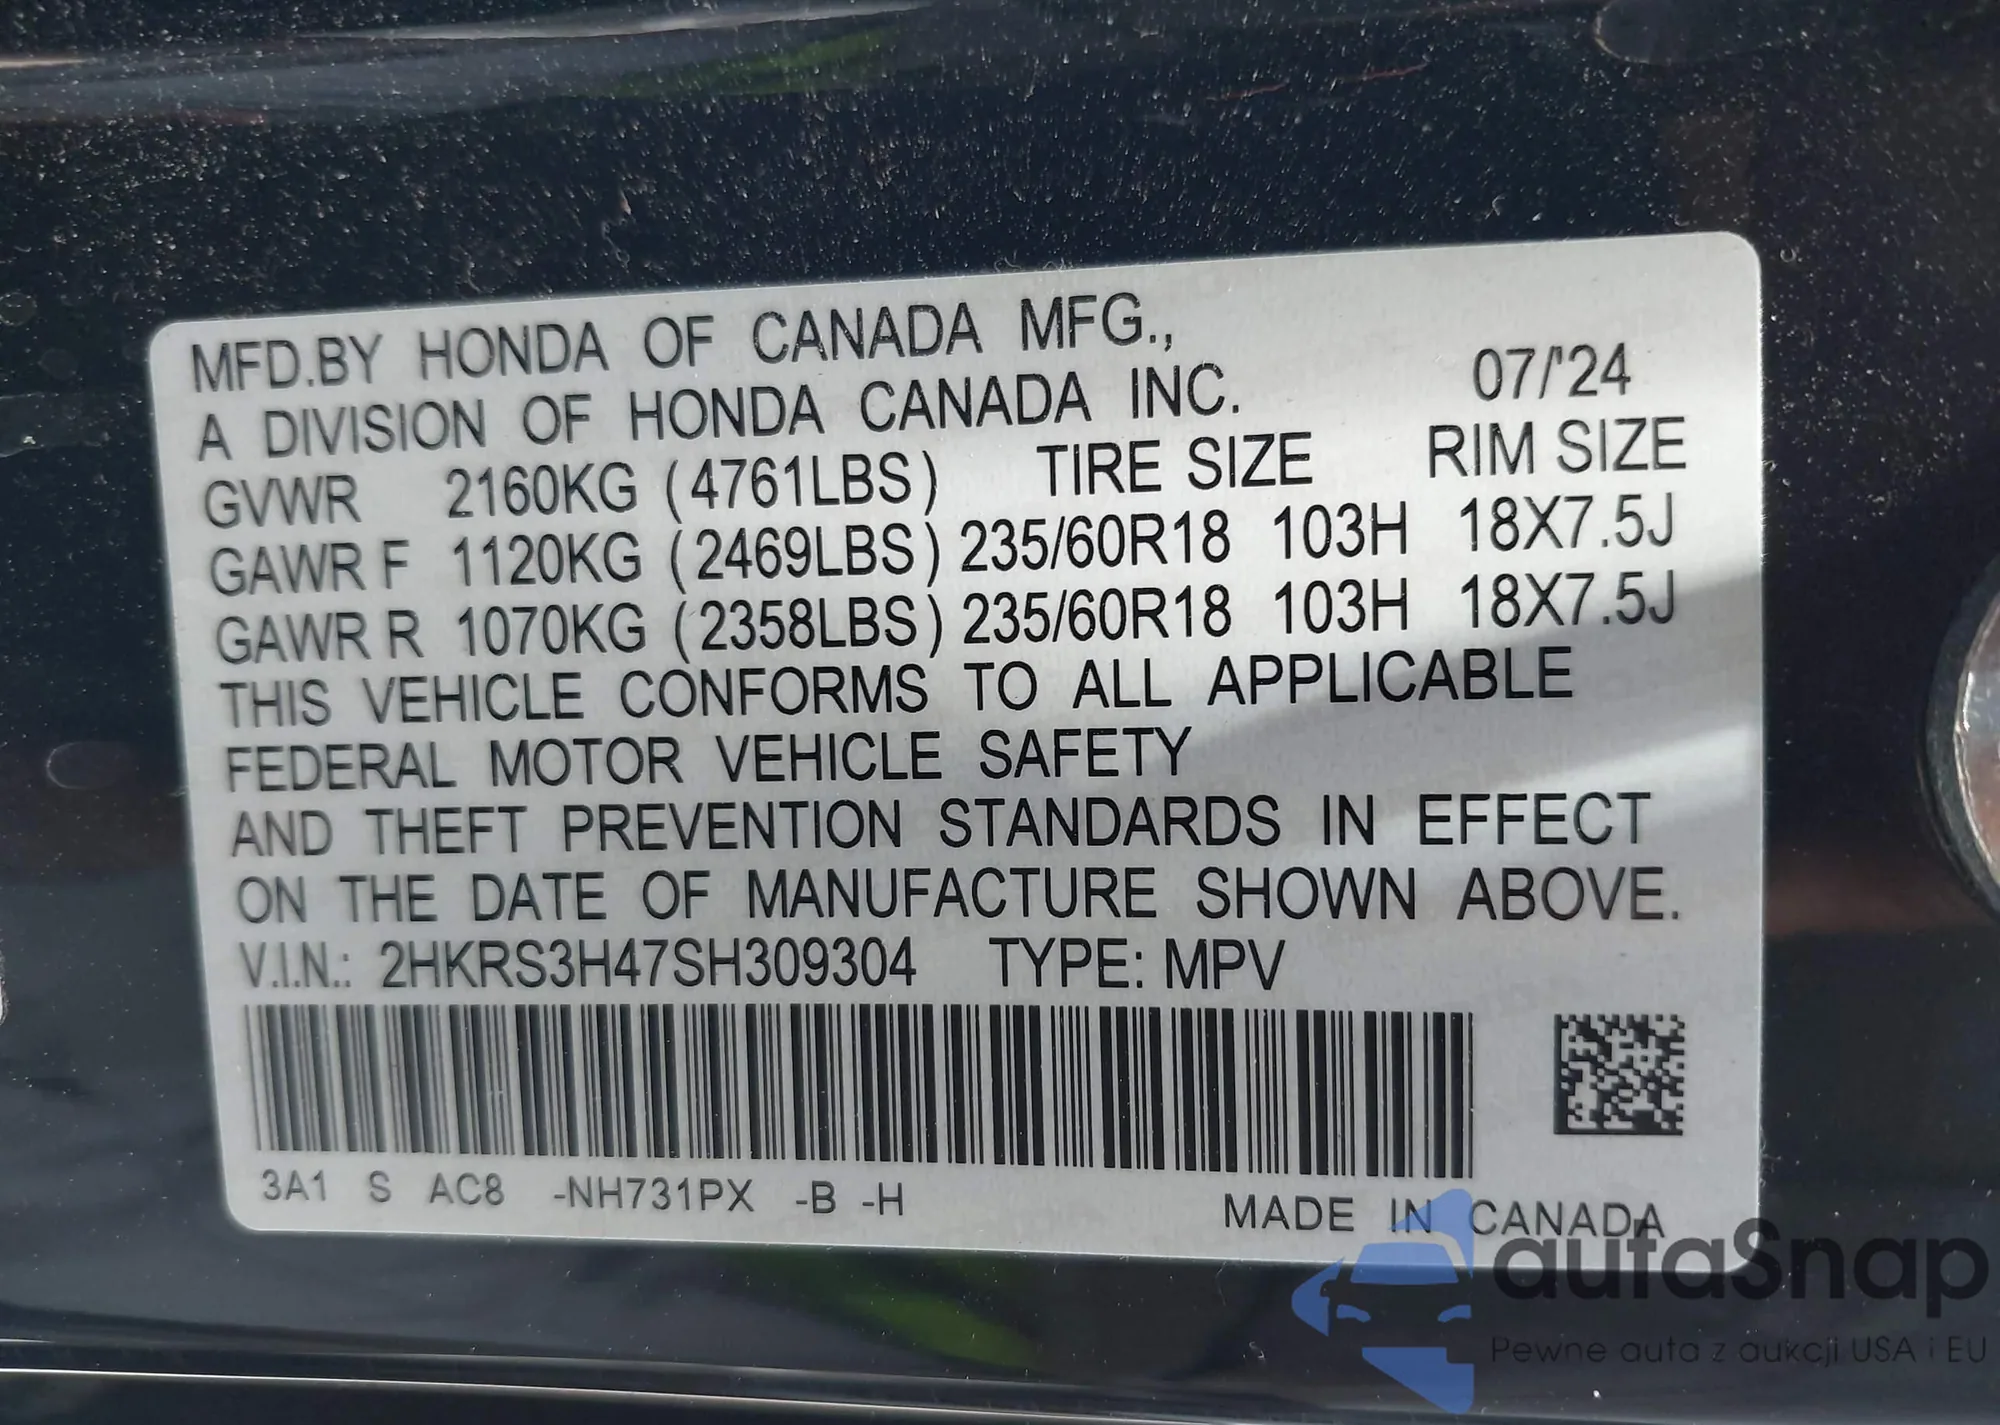 MFD.BY HONDA OF CANADA MFG.,
A DIVISION OF HONDA CANADA INC. 07/'24
GVWR 2160KG (4761LBS) TIRE SIZE RIM SIZE
GAWR F 1120KG (2469LBS) 235/60R18 103H 18X7.5J
GAWR R 1070KG (2358LBS) 235/60R18 103H 18X7.5J
THIS VEHICLE CONFORMS TO ALL APPLICABLE
FEDERAL MOTOR VEHICLE SAFETY
AND THEFT PREVENTION STANDARDS IN EFFECT
ON THE DATE OF MANUFACTURE SHOWN ABOVE.
V.I.N.: 2HKRS3H47SH309304 TYPE: MPV
3A1 S AC8 -NH731PX -B -H
MADE IN CANADA
autaSnap
Pewne auta z aukcji USA i EU